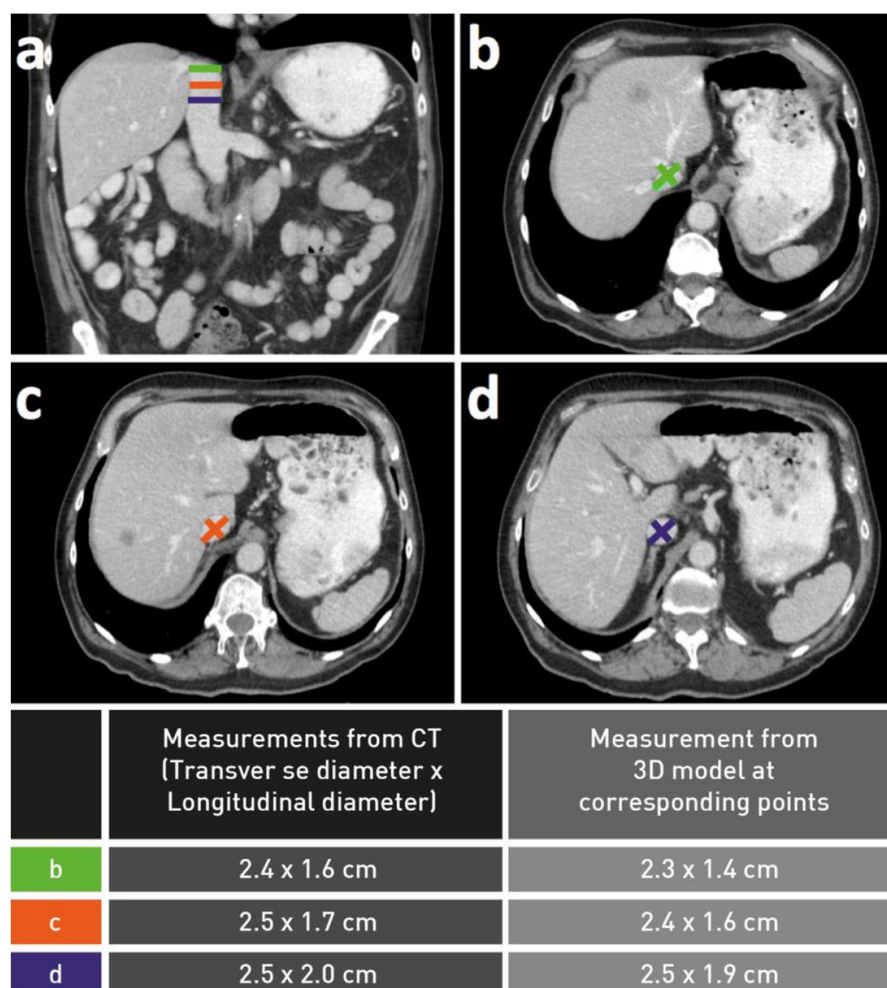 a
b
c
d
Measurements from CT
(Transver se diameter x
Longitudinal diameter)
Measurement from
3D model at
corresponding points
b
2.4 x 1.6 cm
2.3 x 1.4 cm
c
2.5 x 1.7 cm
2.4 x 1.6 cm
d
2.5 x 2.0 cm
2.5 x 1.9 cm